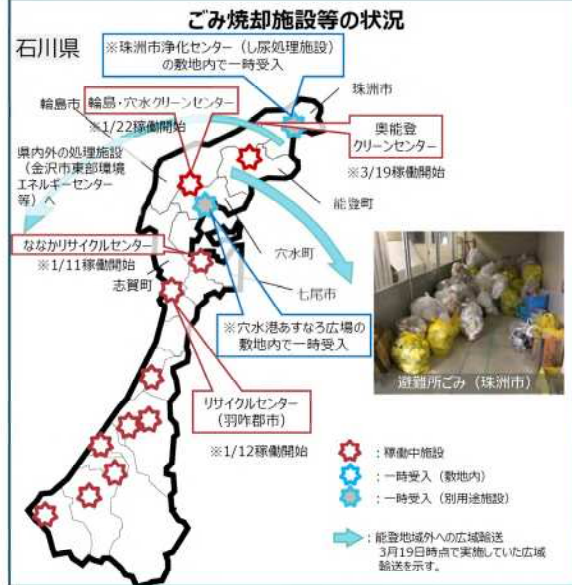 ごみ焼却施設等の状況
石川県
※珠洲市浄化センター（し尿処理施設）
の敷地内で一時受入
輪島市
輪島・穴水クリーンセンター
※1/22稼働開始
珠洲市
奥能登
クリーンセンター
※3/19稼働開始
県内外の処理施設
（金沢市東部環境
エネルギーセンター
等）へ
能登町
穴水町
ななかリサイクルセンター
※1/11稼働開始
志賀町
七尾市
※穴水港あすなろ広場の
敷地内で一時受入
避難所ごみ（珠洲市）
リサイクルセンター
（羽咋郡市）
※1/12稼働開始
：稼働中施設
：一時受入（敷地内）
：一時受入（別用途施設）
：能登地域外への広域輸送
3月19日時点で実施していた広域
輸送を示す。